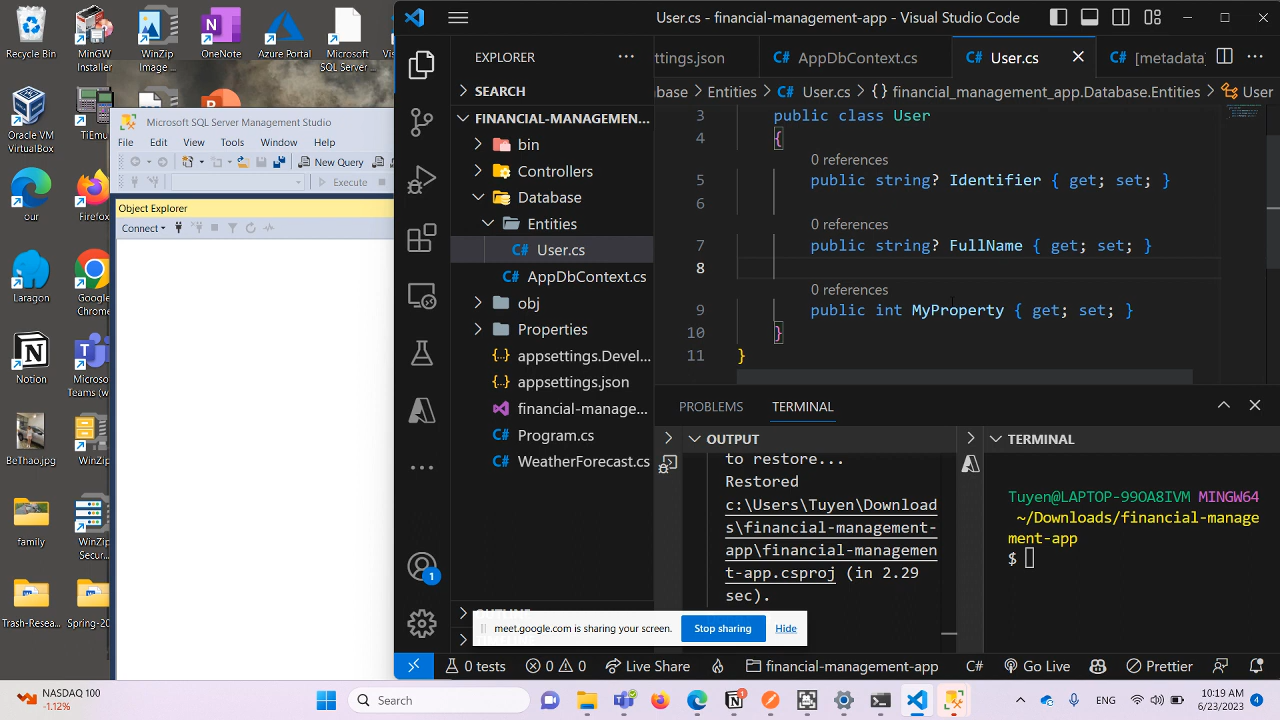 Recycle Bin
MinGW Installer
WinZip Image ...
OneNote
Azure Portal
Microsoft SQL Server ...
Vis
Oracle VM VirtualBox
TiEmu
our
Firefox
Laragon
Google Chrome
Notion
Microsoft Teams
BeThao.jpg
WinZip
family
WinZip Secur...
Trash-Resea...
Spring-20
Microsoft SQL Server Management Studio
File Edit View Tools Window Help
New Query
Execute
Object Explorer
Connect
User.cs - financial-management-app - Visual Studio Code
EXPLORER
SEARCH
FINANCIAL-MANAGEMEN...
bin
Controllers
Database
Entities
C# User.cs
C# AppDbContext.cs
obj
Properties
{..} appsettings.Devel...
{..} appsettings.json
financial-manage...
C# Program.cs
C# WeatherForecast.cs
1
ttings.json
C# AppDbContext.cs
C# User.cs
C# [metadata
base > Entities > C# User.cs > {} financial_management_app.Database.Entities > User
3 public class User
4 {
0 references
5 public string? Identifier { get; set; }
6
0 references
7 public string? FullName { get; set; }
8
0 references
9 public int MyProperty { get; set; }
10 }
11 }
PROBLEMS TERMINAL
OUTPUT
to restore...
Restored
c:\Users\Tuyen\Download
s\financial-management-
app\financial-managemen
t-app.csproj (in 2.29
sec).
TERMINAL
Tuyen@LAPTOP-99OA8IVM MINGW64
~/Downloads/financial-manage
ment-app
$
meet.google.com is sharing your screen. Stop sharing Hide
0 tests 0 0 Live Share financial-management-app C# Go Live Prettier
NASDAQ 100
-1.12%
Search
ENG
10:19 AM
6/23/2023
4